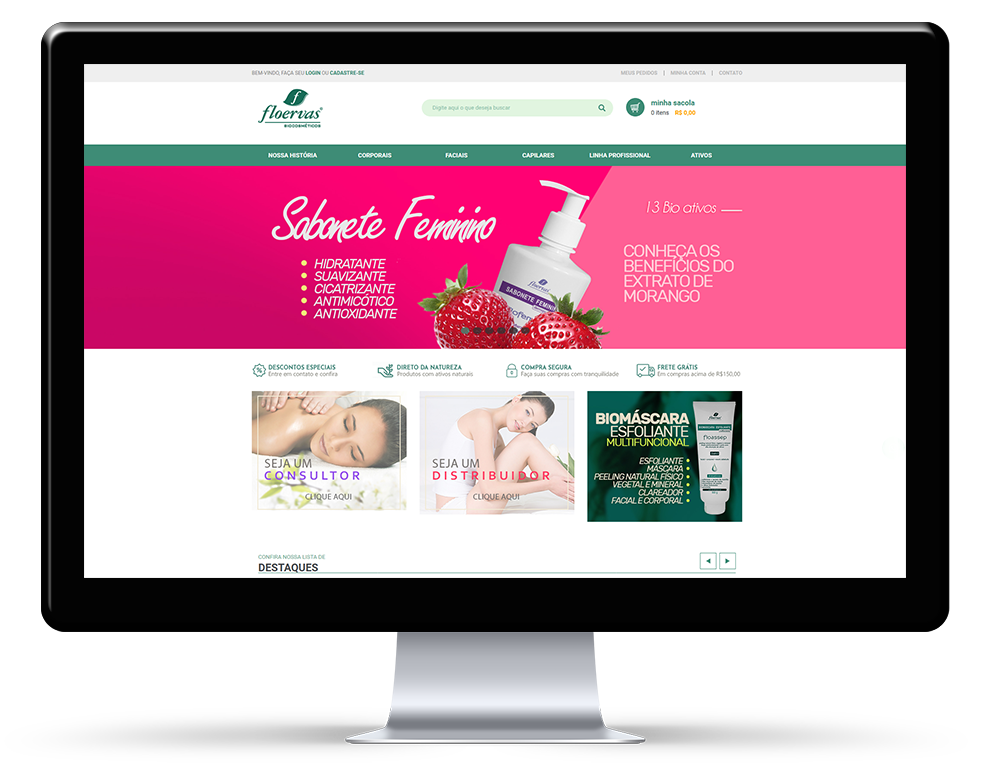 BEM-VINDO, FAÇA SEU LOGIN OU CADASTRE-SE
MEUS PEDIDOS | MINHA CONTA | CONTATO
floervas®
BIOCOSMÉTICOS
Digite aqui o que deseja buscar
minha sacola
0 itens R$ 0,00
NOSSA HISTÓRIA CORPORAIS FACIAIS CAPILARES LINHA PROFISSIONAL ATIVOS
Sabonete Feminino
HIDRATANTE
SUAVIZANTE
CICATRIZANTE
ANTIMICÓTICO
ANTIOXIDANTE
floervas
SABONETE FEMININ
13 Bio ativos
CONHEÇA OS
BENEFÍCIOS DO
EXTRATO DE
MORANGO
DESCONTOS ESPECIAIS
Entre em contato e confira
DIRETO DA NATUREZA
Produtos com ativos naturais
COMPRA SEGURA
Faça suas compras com tranquilidade
FRETE GRÁTIS
Em compras acima de R$150,00
SEJA UM
CONSULTOR
CLIQUE AQUI
SEJA UM
DISTRIBUIDOR
CLIQUE AQUI
BIOMÁSCARA
ESFOLIANTE
MULTIFUNCIONAL
ESFOLIANTE
MÁSCARA
PEELING NATURAL FÍSICO
VEGETAL E MINERAL
CLAREADOR
FACIAL E CORPORAL
floervas
floassep
CONFIRA NOSSA LISTA DE
DESTAQUES